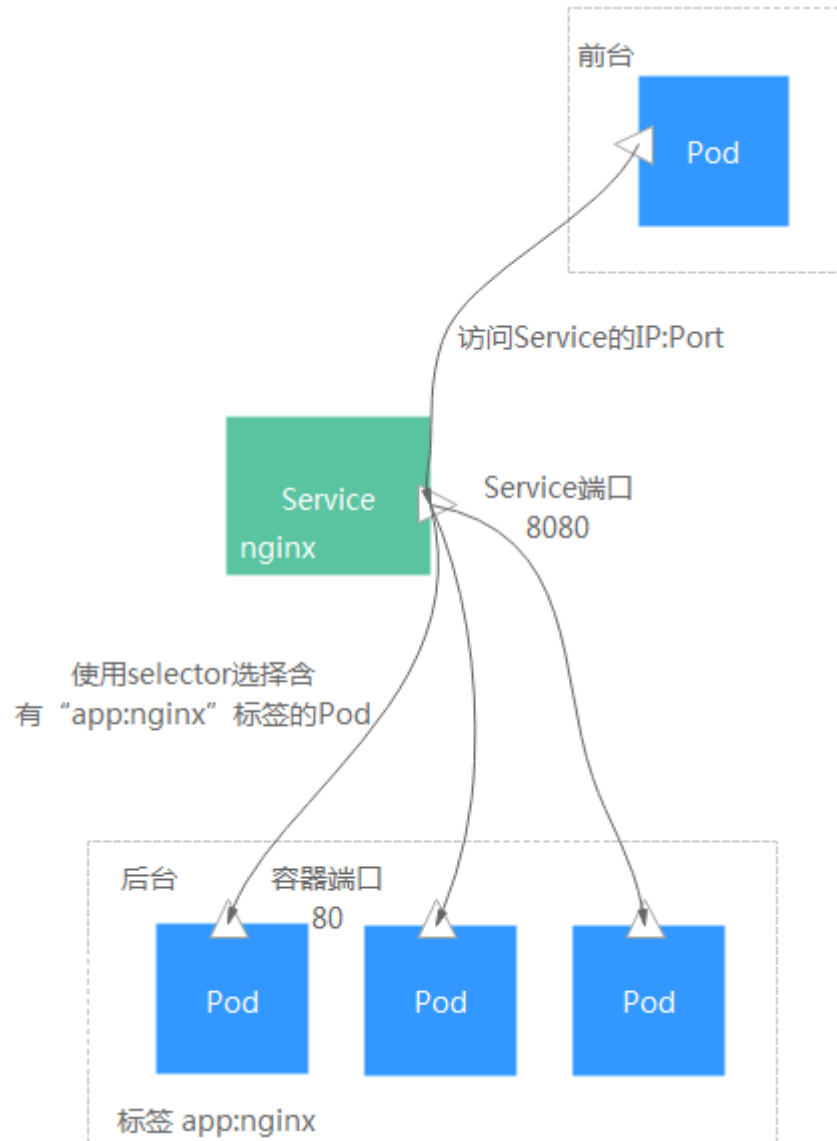 前台
Pod
访问Service的IP:Port
Service
nginx
Service端口
8080
使用selector选择含
有“app:nginx”标签的Pod
后台
容器端口
80
Pod
Pod
Pod
标签 app:nginx